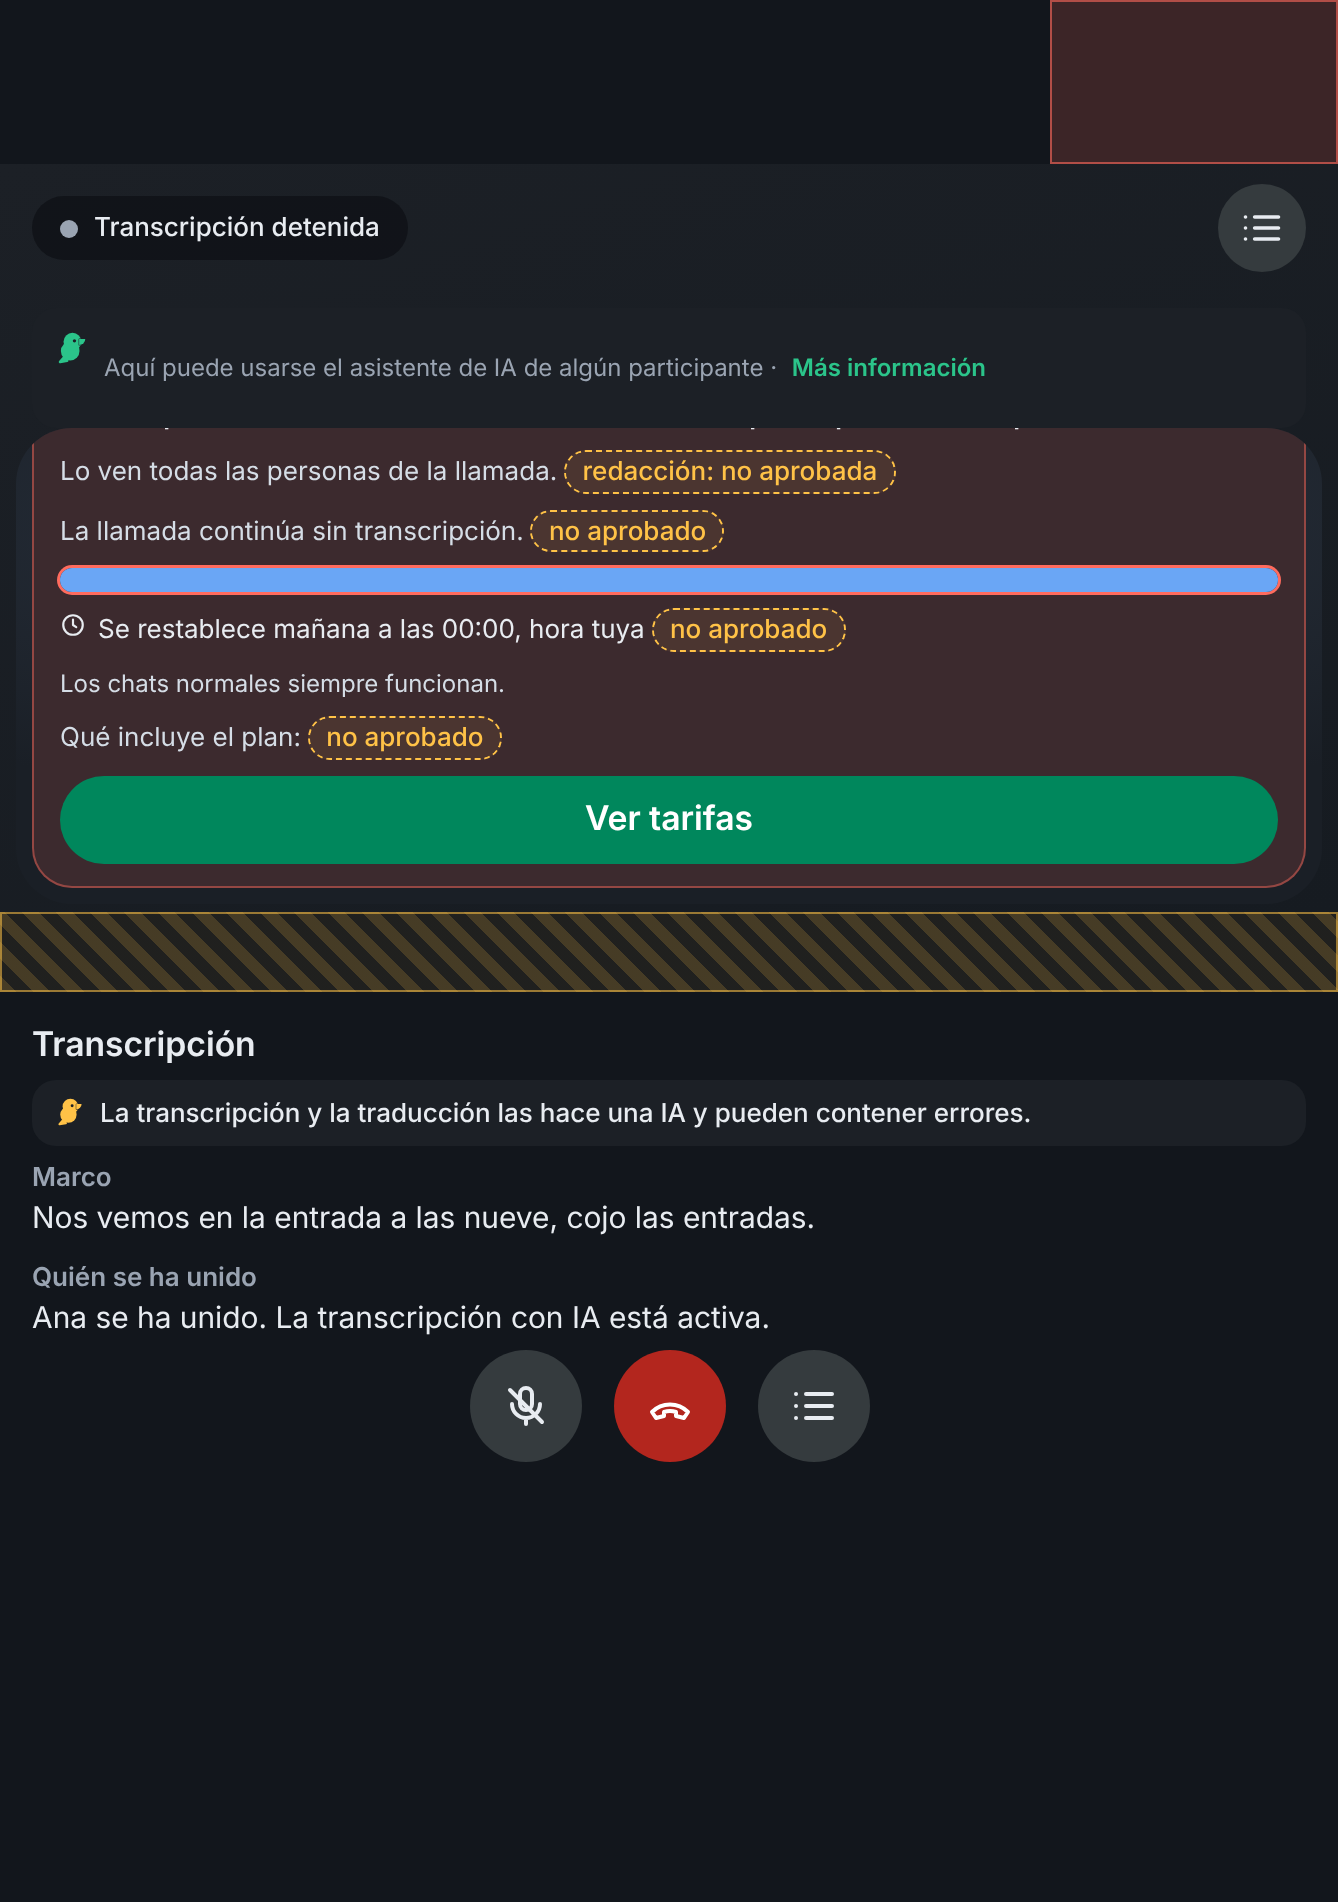 Transcripción detenida
Aquí puede usarse el asistente de IA de algún participante · Más información
Lo ven todas las personas de la llamada. redacción: no aprobada
La llamada continúa sin transcripción. no aprobado
Se restablece mañana a las 00:00, hora tuya no aprobado
Los chats normales siempre funcionan.
Qué incluye el plan: no aprobado
Ver tarifas
Transcripción
La transcripción y la traducción las hace una IA y pueden contener errores.
Marco
Nos vemos en la entrada a las nueve, cojo las entradas.
Quién se ha unido
Ana se ha unido. La transcripción con IA está activa.